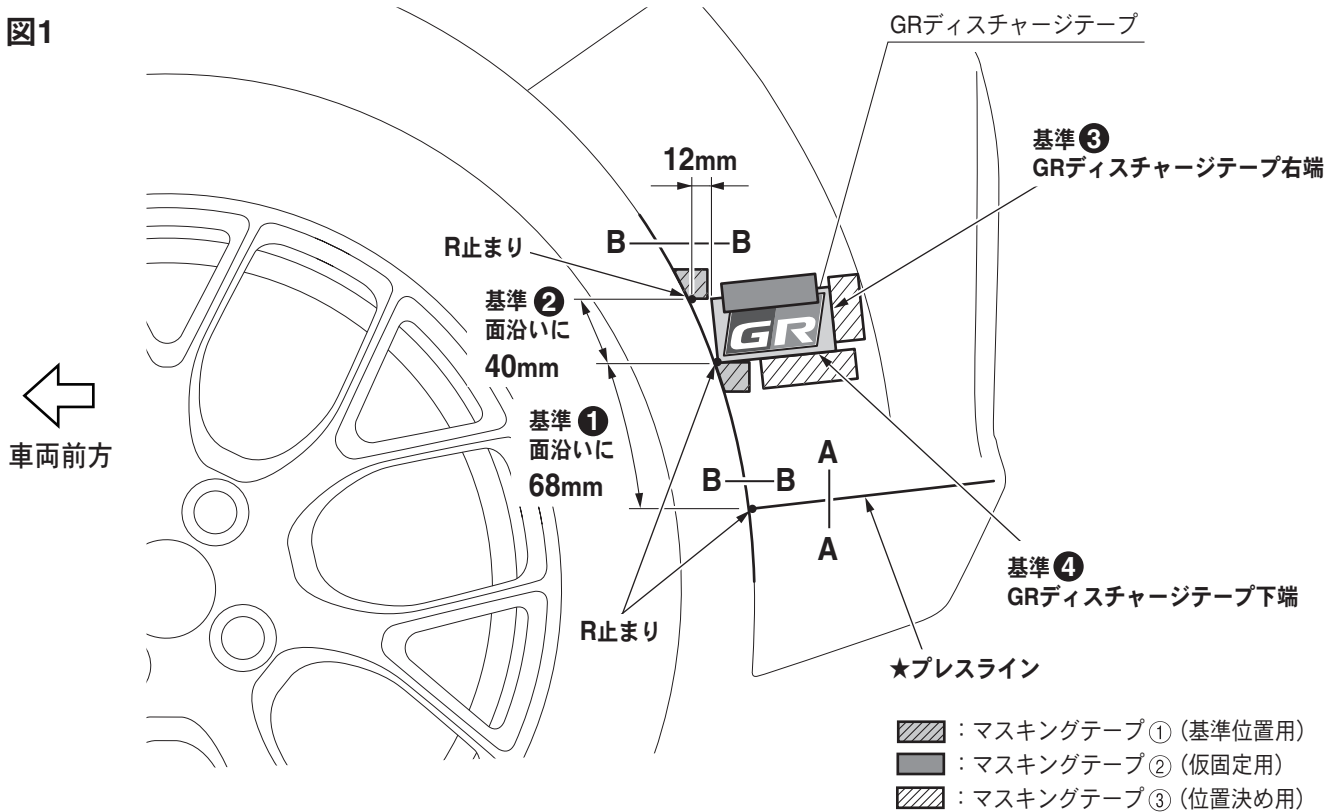 図1
GRディスチャージテープ
12mm
基準❸
GRディスチャージテープ右端
B B
R止まり
基準❷
面沿いに
40mm
GR
車両前方
基準❶
面沿いに
68mm
B B
A
A
基準❹
GRディスチャージテープ下端
R止まり
★プレスライン
：マスキングテープ①（基準位置用）
：マスキングテープ②（仮固定用）
：マスキングテープ③（位置決め用）